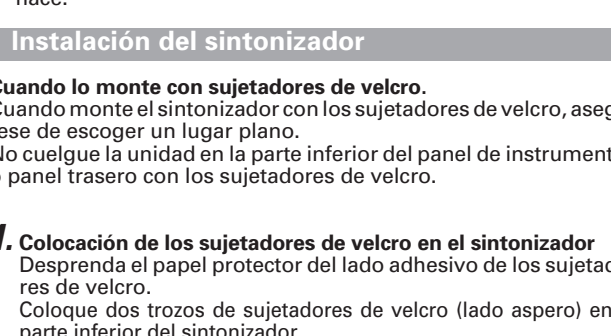 hace.
Instalación del sintonizador
Cuando lo monte con sujetadores de velcro.
Cuando monte el sintonizador con los sujetadores de velcro, aseg
ese de escoger un lugar plano.
No cuelgue la unidad en la parte inferior del panel de instrument
o panel trasero con los sujetadores de velcro.
1. Colocación de los sujetadores de velcro en el sintonizador
Desprenda el papel protector del lado adhesivo de los sujetad
res de velcro.
Coloque dos trozos de sujetadores de velcro (lado aspero) en
parte inferior del sintonizador.